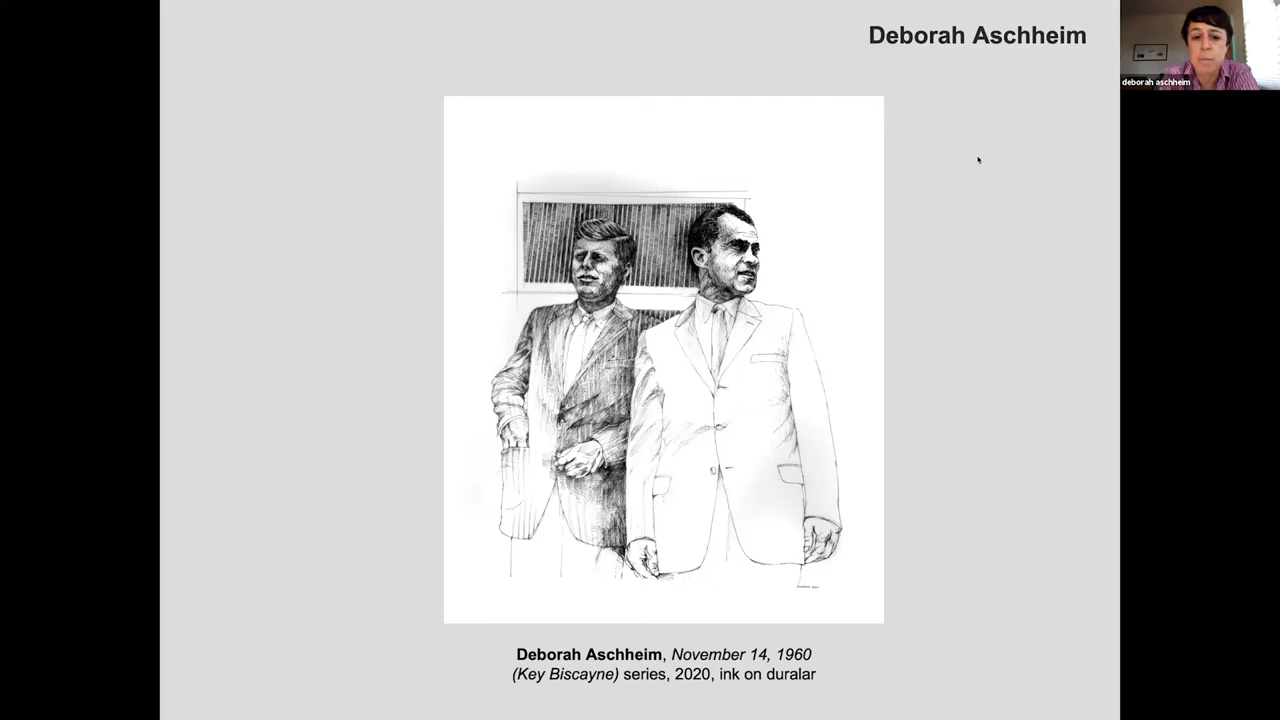 Deborah Aschheim
deborah aschheim
Deborah Aschheim, November 14, 1960
(Key Biscayne) series, 2020, ink on duralar